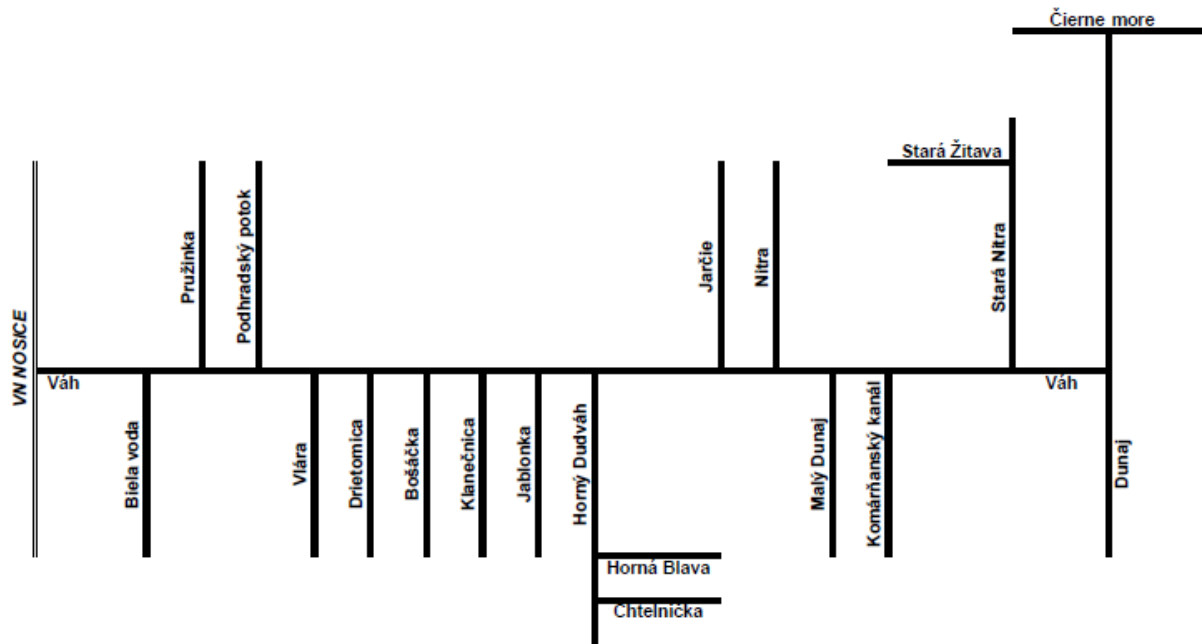 Čierne more
Stará Žitava
VN NOSICE
Pružinka
Podhradský potok
Jarčie
Nitra
Stará Nitra
Váh
Váh
Biela voda
Vlára
Drietomica
Bošáčka
Klanečnica
Jablonka
Horný Dudváh
Malý Dunaj
Komárňanský kanál
Dunaj
Horná Blava
Chtelnička